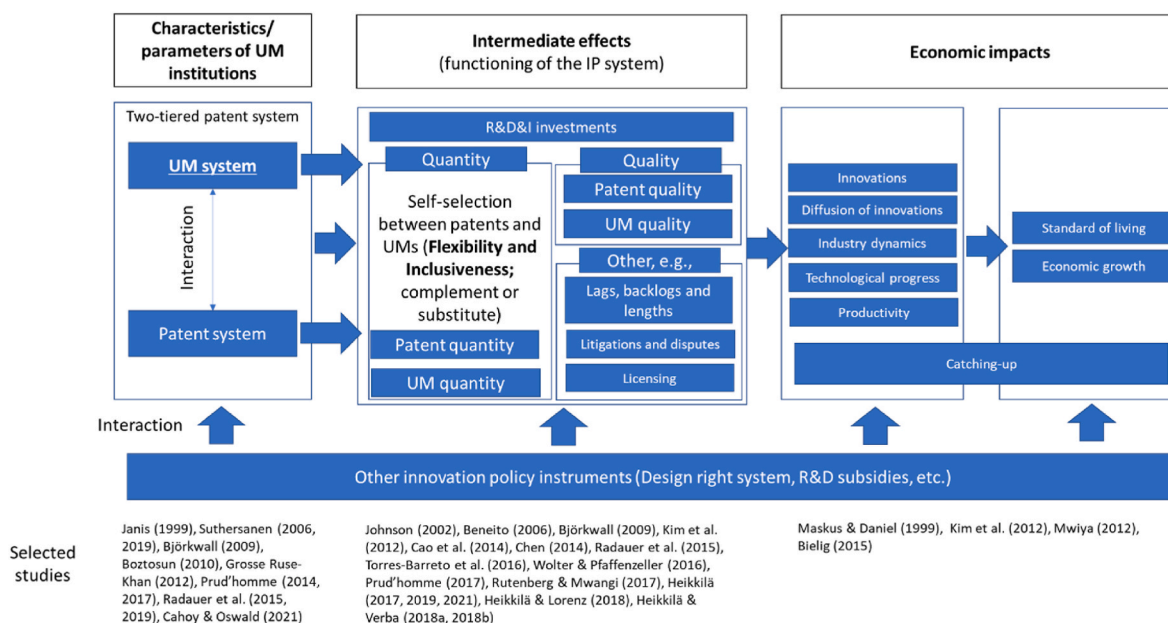 Characteristics/
parameters of UM
institutions
Intermediate effects
(functioning of the IP system)
Economic impacts
Two-tiered patent system
UM system
Interaction
Patent system
R&D&I investments
Quantity
Self-selection
between patents and
UMs (Flexibility and
Inclusiveness;
complement or
substitute)
Patent quantity
UM quantity
Quality
Patent quality
UM quality
Other, e.g.,
Lags, backlogs and
lengths
Litigations and disputes
Licensing
Innovations
Diffusion of innovations
Industry dynamics
Technological progress
Productivity
Standard of living
Economic growth
Catching-up
Interaction
Other innovation policy instruments (Design right system, R&D subsidies, etc.)
Selected
studies
Janis (1999), Suthersanen (2006,
2019), Björkwall (2009),
Boztosun (2010), Grosse Ruse-
Khan (2012), Prud'homme (2014,
2017), Radauer et al. (2015,
2019), Cahoy & Oswald (2021)
Johnson (2002), Beneito (2006), Björkwall (2009), Kim et al.
(2012), Cao et al. (2014), Chen (2014), Radauer et al. (2015),
Torres-Barreto et al. (2016), Wolter & Pfaffenzeller (2016),
Prud'homme (2017), Rutenberg & Mwangi (2017), Heikkilä
(2017, 2019, 2021), Heikkilä & Lorenz (2018), Heikkilä &
Verba (2018a, 2018b)
Maskus & Daniel (1999), Kim et al. (2012), Mwiya (2012),
Bielig (2015)